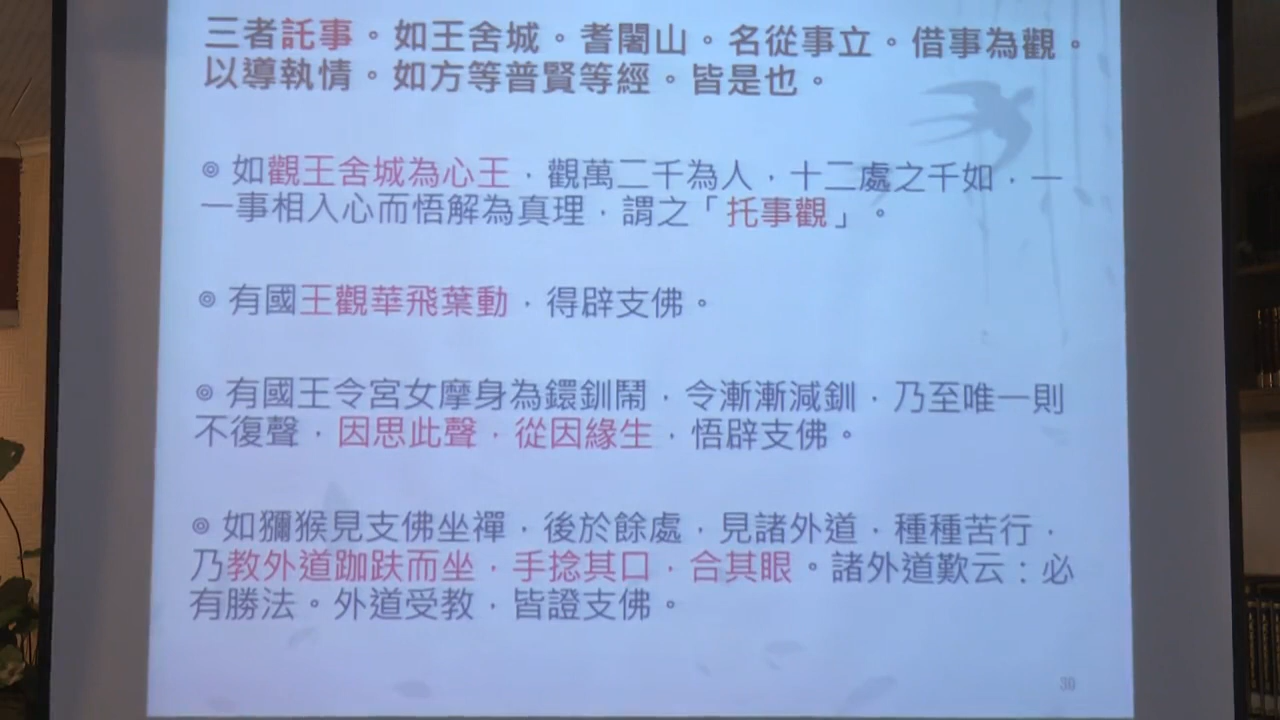 三者託事。如王舍城。耆闍山。名從事立。借事為觀。
以導執情。如方等普賢等經。皆是也。
◎ 如觀王舍城為心王，觀萬二千為人，十二處之千如，一
一事相入心而悟解為真理，謂之「托事觀」。
◎ 有國王觀華飛葉動，得辟支佛。
◎ 有國王令宮女摩身為鐶釧鬧，令漸漸減釧，乃至唯一則
不復聲，因思此聲，從因緣生，悟辟支佛。
◎ 如獼猴見支佛坐禪，後於餘處，見諸外道，種種苦行，
乃教外道跏趺而坐，手捻其口，合其眼。諸外道歎云：必
有勝法。外道受教，皆證支佛。
30